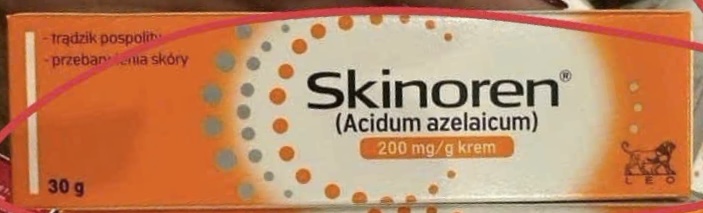 - trądzik pospolity
- przebarwienia skóry
Skinoren®
(Acidum azelaicum)
200 mg/g krem
30 g
LEO